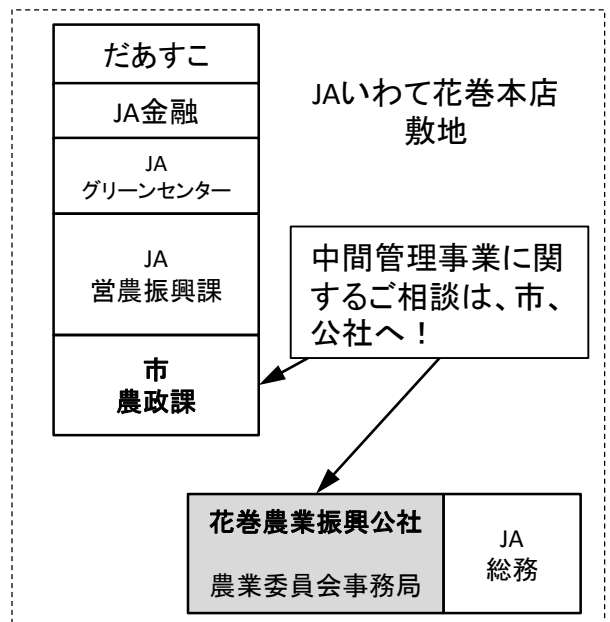 だあすこ
JA金融
JA
グリーンセンター
JA
営農振興課
市
農政課
JAいわて花巻本店
敷地
中間管理事業に関
するご相談は、市、
公社へ！
花巻農業振興公社
農業委員会事務局
JA
総務